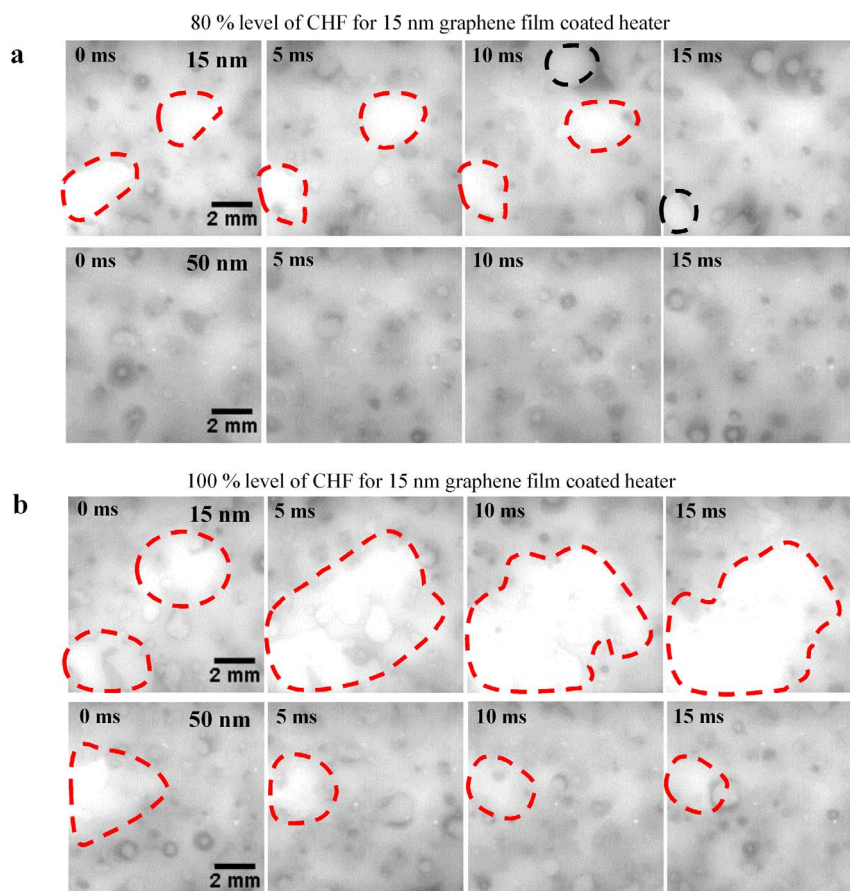 80 % level of CHF for 15 nm graphene film coated heater
a
0 ms 15 nm 5 ms 10 ms 15 ms
2 mm
0 ms 50 nm 5 ms 10 ms 15 ms
2 mm
100 % level of CHF for 15 nm graphene film coated heater
b
0 ms 15 nm 5 ms 10 ms 15 ms
2 mm
0 ms 50 nm 5 ms 10 ms 15 ms
2 mm